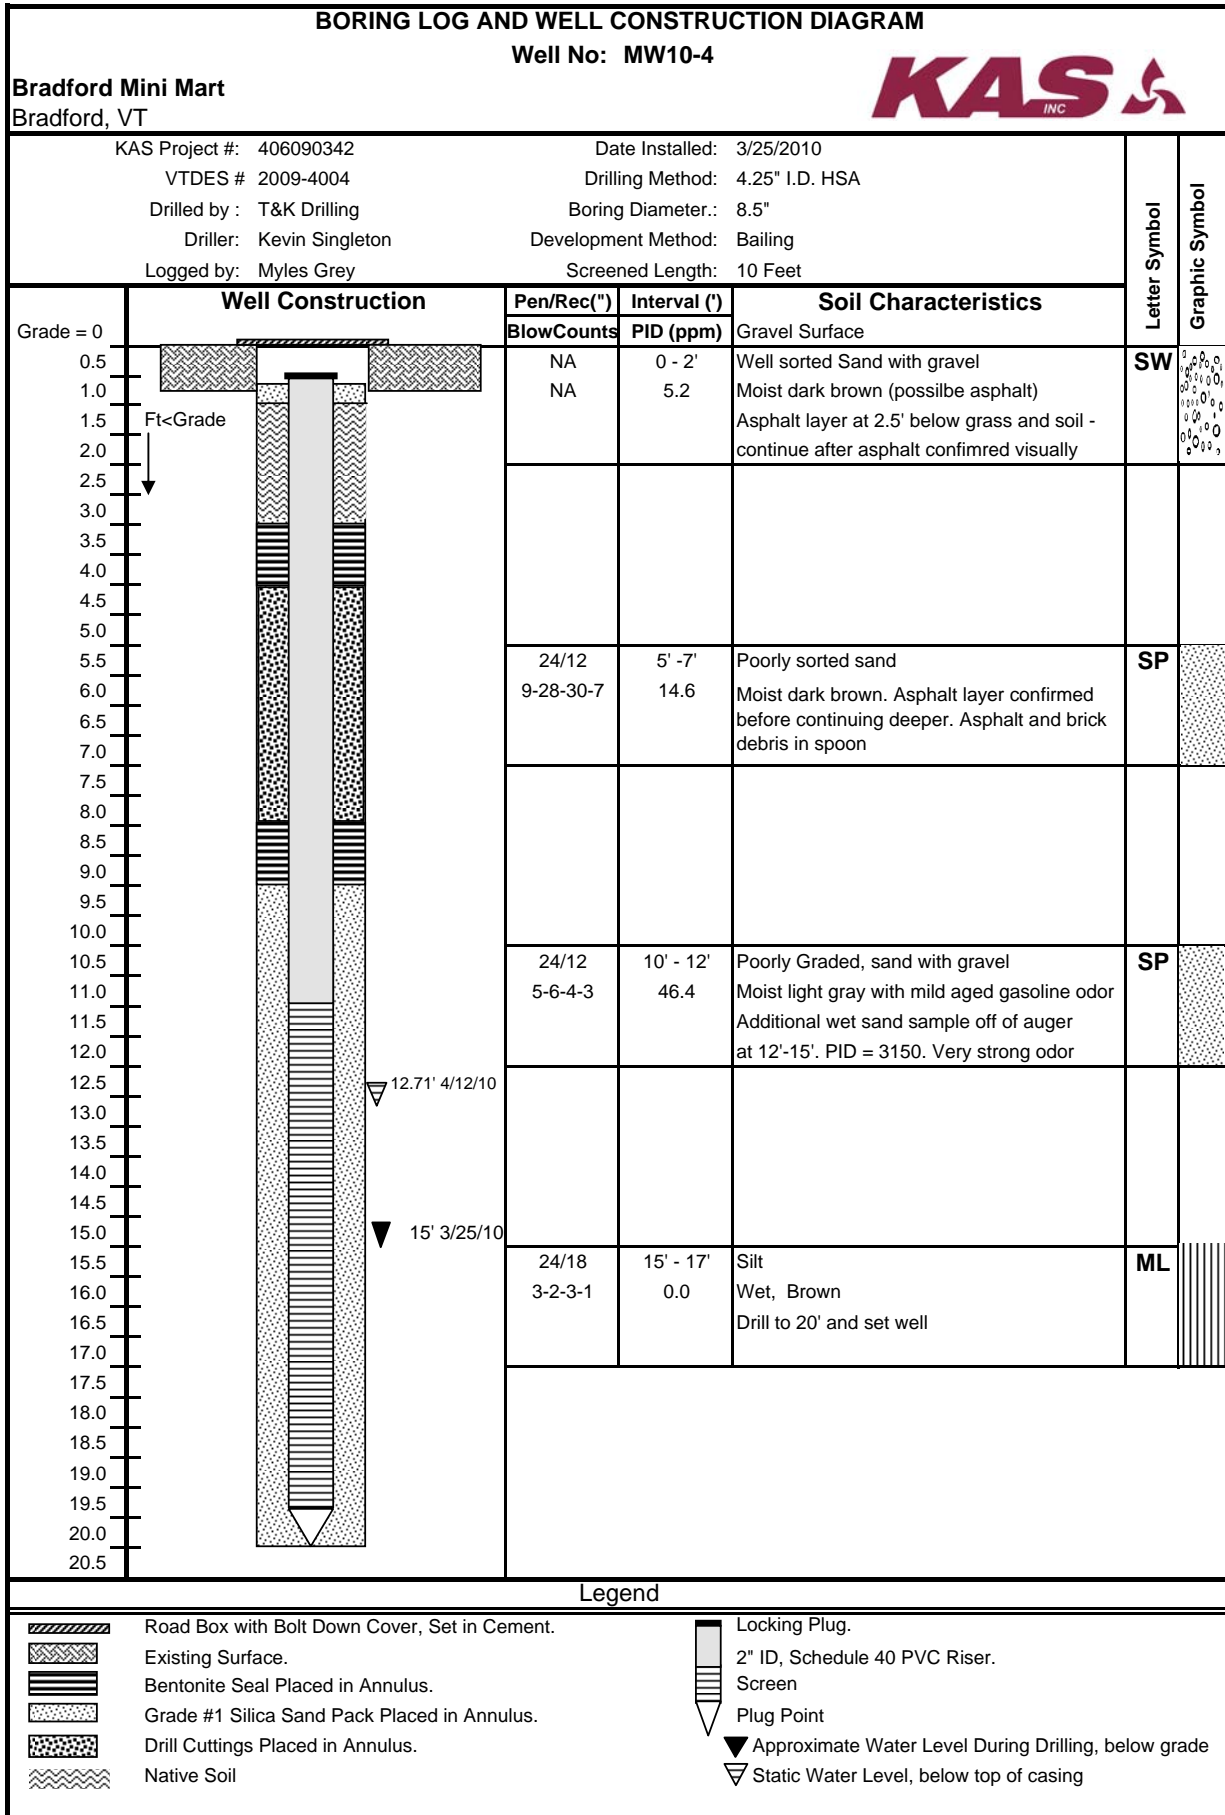 BORING LOG AND WELL CONSTRUCTION DIAGRAM
Well No: MW10-4
KAS INC
Bradford Mini Mart
Bradford, VT
KAS Project #: 406090342 Date Installed: 3/25/2010
VTDES # 2009-4004 Drilling Method: 4.25" I.D. HSA
Drilled by : T&K Drilling Boring Diameter.: 8.5"
Driller: Kevin Singleton Development Method: Bailing
Logged by: Myles Grey Screened Length: 10 Feet
Letter Symbol
Graphic Symbol
Well Construction Pen/Rec(") Interval (') Soil Characteristics
Grade = 0 BlowCounts PID (ppm) Gravel Surface
0.5 NA 0 - 2' Well sorted Sand with gravel SW
1.0 NA 5.2 Moist dark brown (possilbe asphalt)
1.5 Ft<Grade Asphalt layer at 2.5' below grass and soil -
2.0 continue after asphalt confimred visually
2.5
3.0
3.5
4.0
4.5
5.0
5.5 24/12 5' -7' Poorly sorted sand SP
6.0 9-28-30-7 14.6 Moist dark brown. Asphalt layer confirmed
6.5 before continuing deeper. Asphalt and brick
7.0 debris in spoon
7.5
8.0
8.5
9.0
9.5
10.0
10.5 24/12 10' - 12' Poorly Graded, sand with gravel SP
11.0 5-6-4-3 46.4 Moist light gray with mild aged gasoline odor
11.5 Additional wet sand sample off of auger
12.0 at 12'-15'. PID = 3150. Very strong odor
12.5 12.71' 4/12/10
13.0
13.5
14.0
14.5
15.0 15' 3/25/10
15.5 24/18 15' - 17' Silt ML
16.0 3-2-3-1 0.0 Wet, Brown
16.5 Drill to 20' and set well
17.0
17.5
18.0
18.5
19.0
19.5
20.0
20.5
Legend
Road Box with Bolt Down Cover, Set in Cement. Locking Plug.
Existing Surface. 2" ID, Schedule 40 PVC Riser.
Bentonite Seal Placed in Annulus. Screen
Grade #1 Silica Sand Pack Placed in Annulus. Plug Point
Drill Cuttings Placed in Annulus. Approximate Water Level During Drilling, below grade
Native Soil Static Water Level, below top of casing